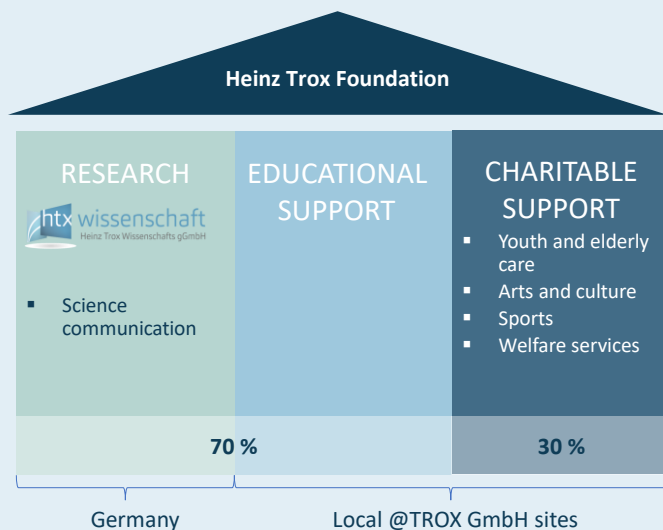 Heinz Trox Foundation
RESEARCH
htx wissenschaft
Heinz Trox Wissenschafts gGmbH
▪ Science
communication
EDUCATIONAL
SUPPORT
CHARITABLE
SUPPORT
▪ Youth and elderly
care
▪ Arts and culture
▪ Sports
▪ Welfare services
70 %
30 %
Germany
Local @TROX GmbH sites